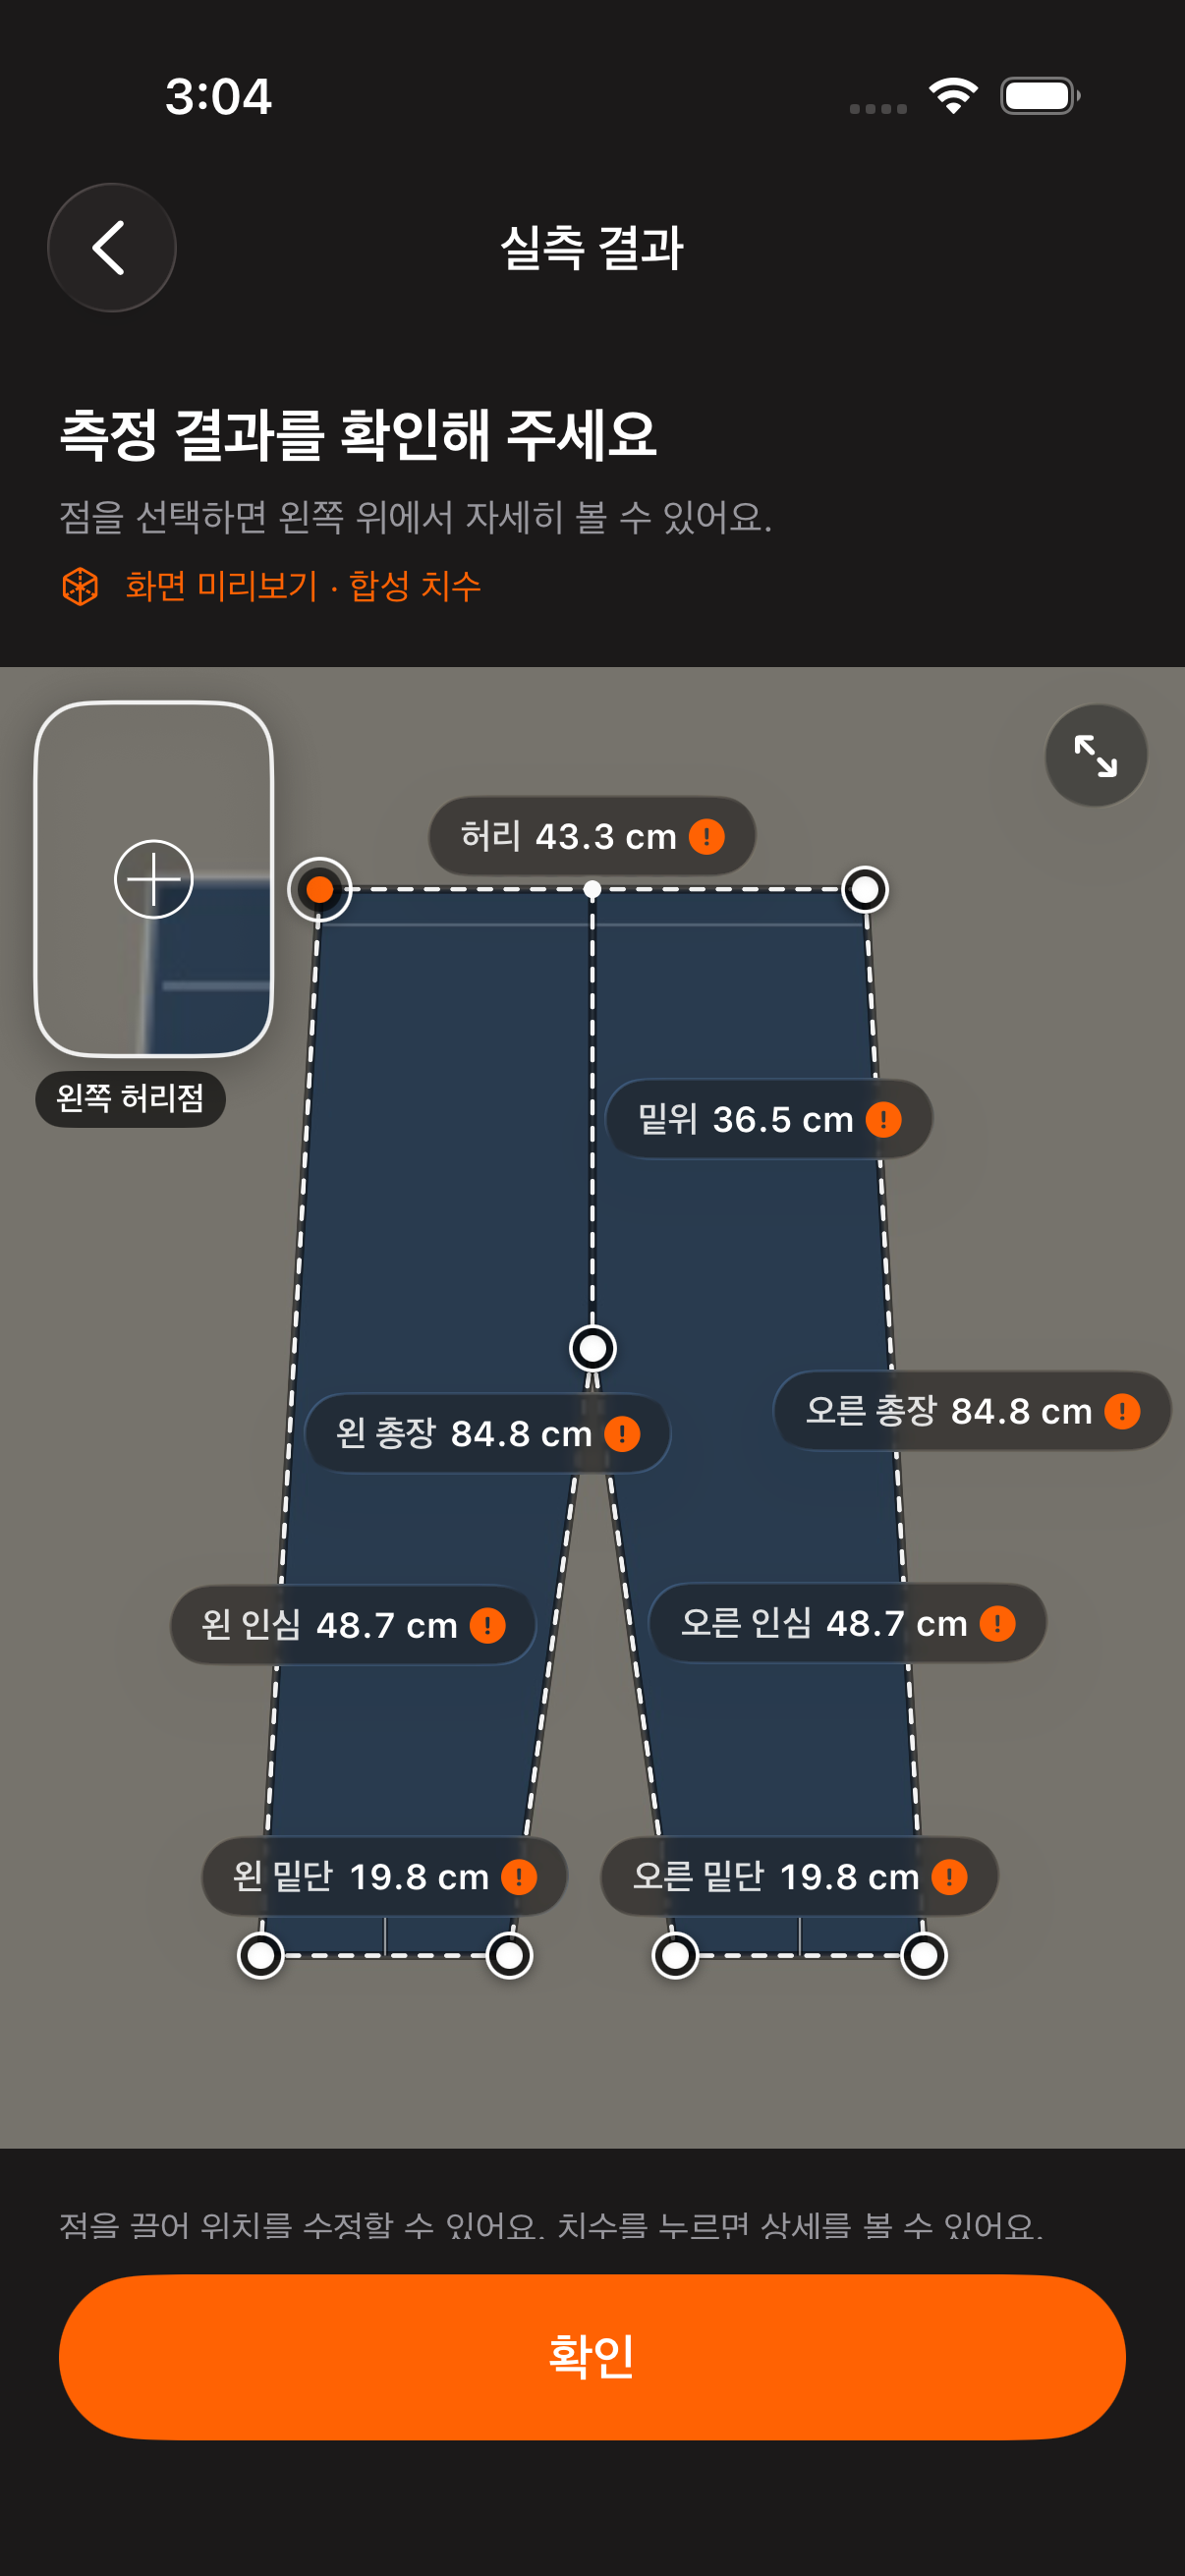 3:04
실측 결과
측정 결과를 확인해 주세요
점을 선택하면 왼쪽 위에서 자세히 볼 수 있어요.
화면 미리보기 · 합성 치수
허리 43.3 cm
왼쪽 허리점
밑위 36.5 cm
오른 총장 84.8 cm
왼 총장 84.8 cm
왼 인심 48.7 cm
오른 인심 48.7 cm
왼 밑단 19.8 cm
오른 밑단 19.8 cm
점을 끌어 위치를 수정할 수 있어요. 치수를 누르면 상세를 볼 수 있어요.
확인